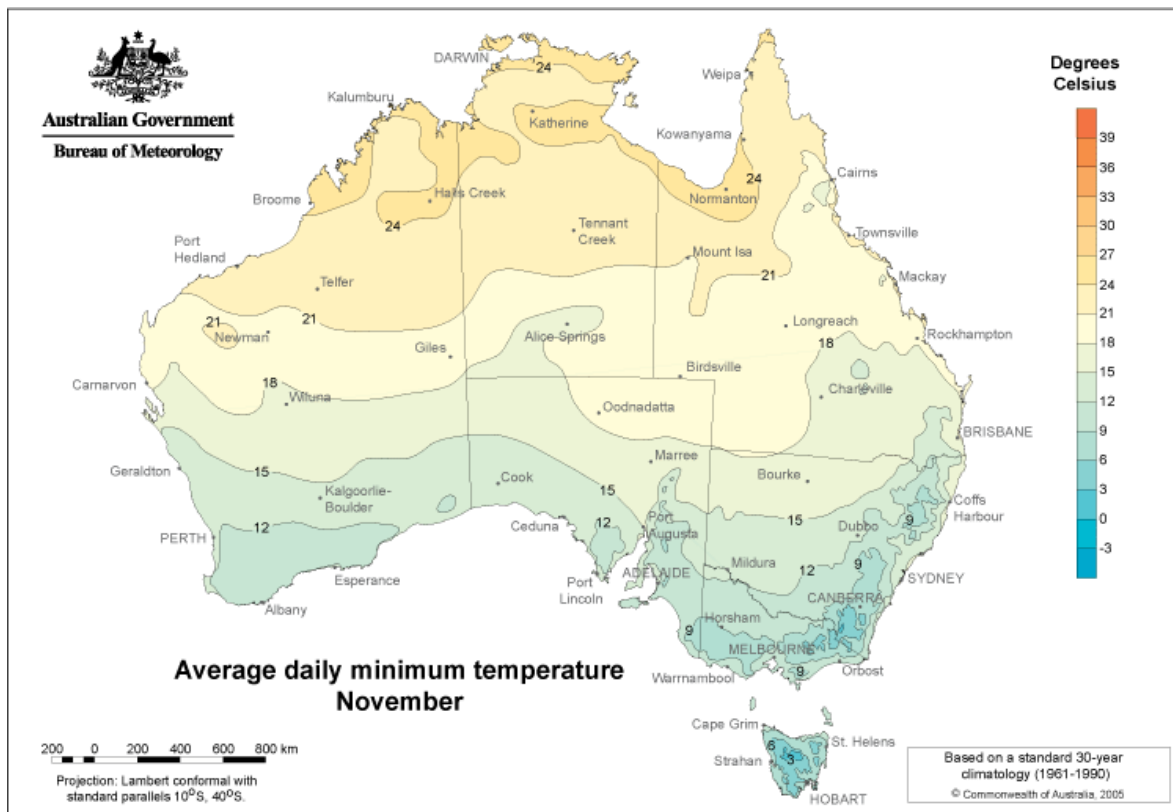 Australian Government
Bureau of Meteorology
Degrees
Celsius
39
36
33
30
27
24
21
18
15
12
9
6
3
0
-3
DARWIN
24
Weipa
Kalumburu
Katherine
Kowanyama
24
Cairns
Broome
Halls Creek
Normanton
24
Tennant
Creek
Townsville
Port
Hedland
Mount Isa
Telfer
21
Mackay
21
21
Newman
Alice Springs
Longreach
Rockhampton
Giles
18
Carnarvon
18
Birdsville
Wiluna
Charleville
Oodnadatta
BRISBANE
Geraldton
15
Marree
Bourke
Kalgoorlie-
Boulder
Cook
15
15
Coffs
Harbour
12
Ceduna
12
Port
Augusta
Dubbo
9
PERTH
Mildura
9
12
SYDNEY
Esperance
ADELAIDE
Albany
Port
Lincoln
CANBERRA
Horsham
9
MELBOURNE
Orbost
9
Warrnambool
Average daily minimum temperature
November
Cape Grim
St. Helens
6
3
Strahan
HOBART
200 0 200 400 600 800 km
Projection: Lambert conformal with
standard parallels 10°S, 40°S.
Based on a standard 30-year
climatology (1961-1990)
© Commonwealth of Australia, 2005